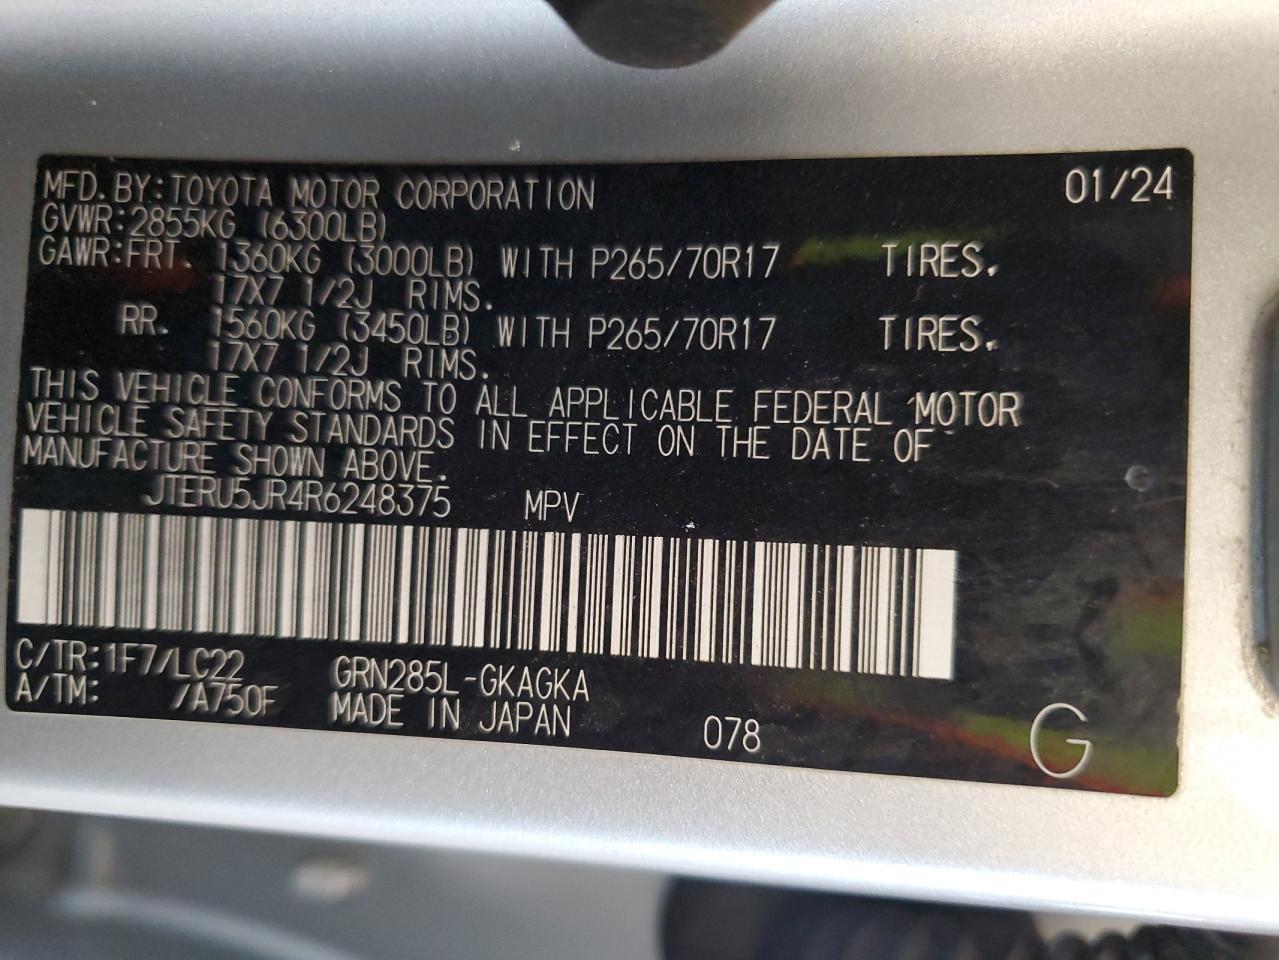 MFD.BY:TOYOTA MOTOR CORPORATION 01/24
GVWR:2855KG (6300LB)
GAWR:FRT. 1360KG (3000LB) WITH P265/70R17 TIRES.
17X7 1/2J RIMS.
RR. 1560KG (3450LB) WITH P265/70R17 TIRES.
17X7 1/2J RIMS.
THIS VEHICLE CONFORMS TO ALL APPLICABLE FEDERAL MOTOR
VEHICLE SAFETY STANDARDS IN EFFECT ON THE DATE OF
MANUFACTURE SHOWN ABOVE.
JTERU5JR4R6248375 MPV
C/TR:1F7/LC22 GRN285L-GKAGKA
A/TM: /A750F MADE IN JAPAN 078 G